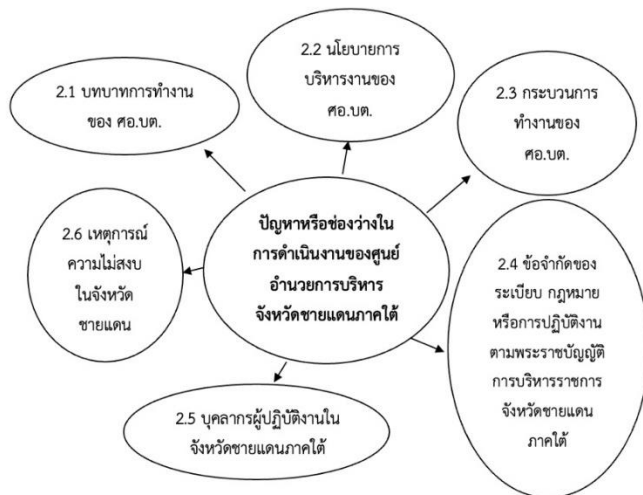 2.1 บทบาทการทำงาน
ของ ศอ.บต.
2.2 นโยบายการ
บริหารงานของ
ศอ.บต.
2.3 กระบวนการ
ทำงานของ
ศอ.บต.
ปัญหาหรือช่องว่างใน
การดำเนินงานของศูนย์
อำนวยการบริหาร
จังหวัดชายแดนภาคใต้
2.6 เหตุการณ์
ความไม่สงบ
ในจังหวัด
ชายแดน
2.4 ข้อจำกัดของ
ระเบียบ กฎหมาย
หรือการปฏิบัติงาน
ตามพระราชบัญญัติ
การบริหารราชการ
จังหวัดชายแดน
ภาคใต้
2.5 บุคลากรผู้ปฏิบัติงานใน
จังหวัดชายแดนภาคใต้